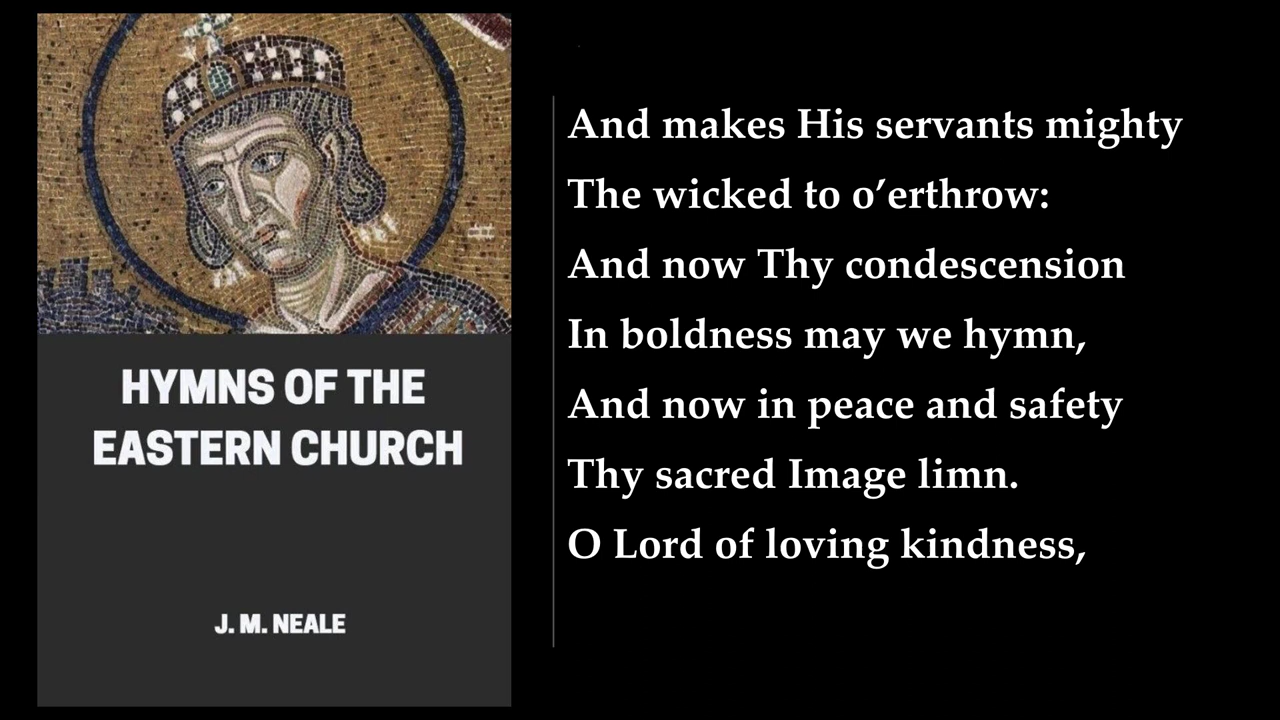 HYMNS OF THE
EASTERN CHURCH
J. M. NEALE
And makes His servants mighty
The wicked to o’erthrow:
And now Thy condescension
In boldness may we hymn,
And now in peace and safety
Thy sacred Image limn.
O Lord of loving kindness,